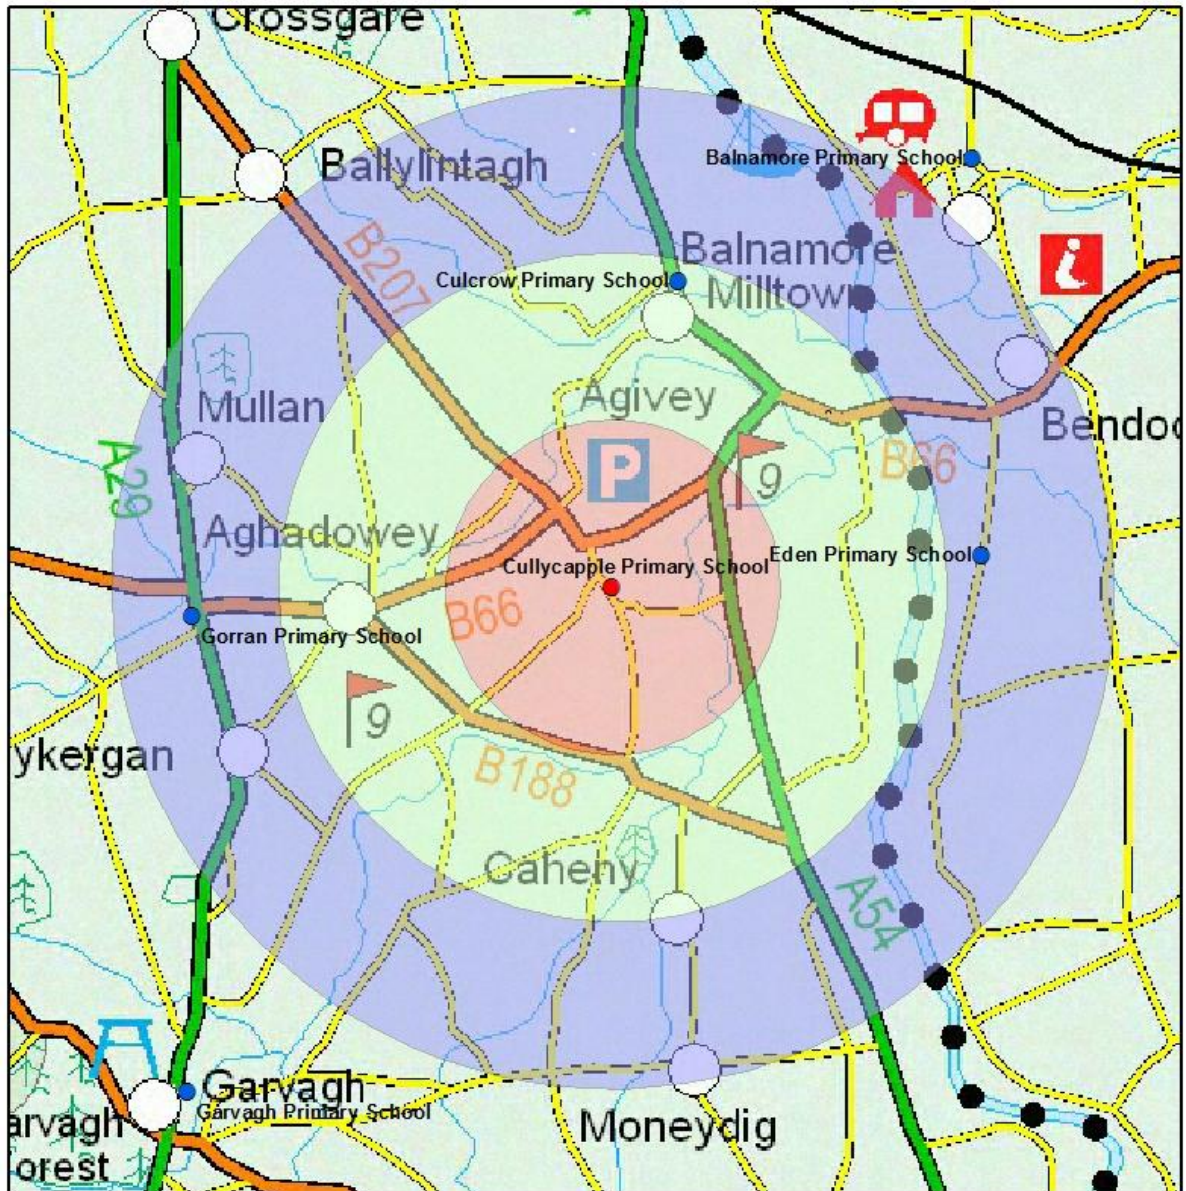 Crossgare
Ballylintagh
Balnamore Primary School
B207
Balnamore
Culcrow Primary School
Milltown
Mullan
Agivey
Bendoo
A29
P
9
B66
Aghadowey
Eden Primary School
Cullycapple Primary School
B66
Gorran Primary School
9
ykergan
B188
Caheny
A54
Garvagh
Garvagh Primary School
arvagh
orest
Moneydig
i